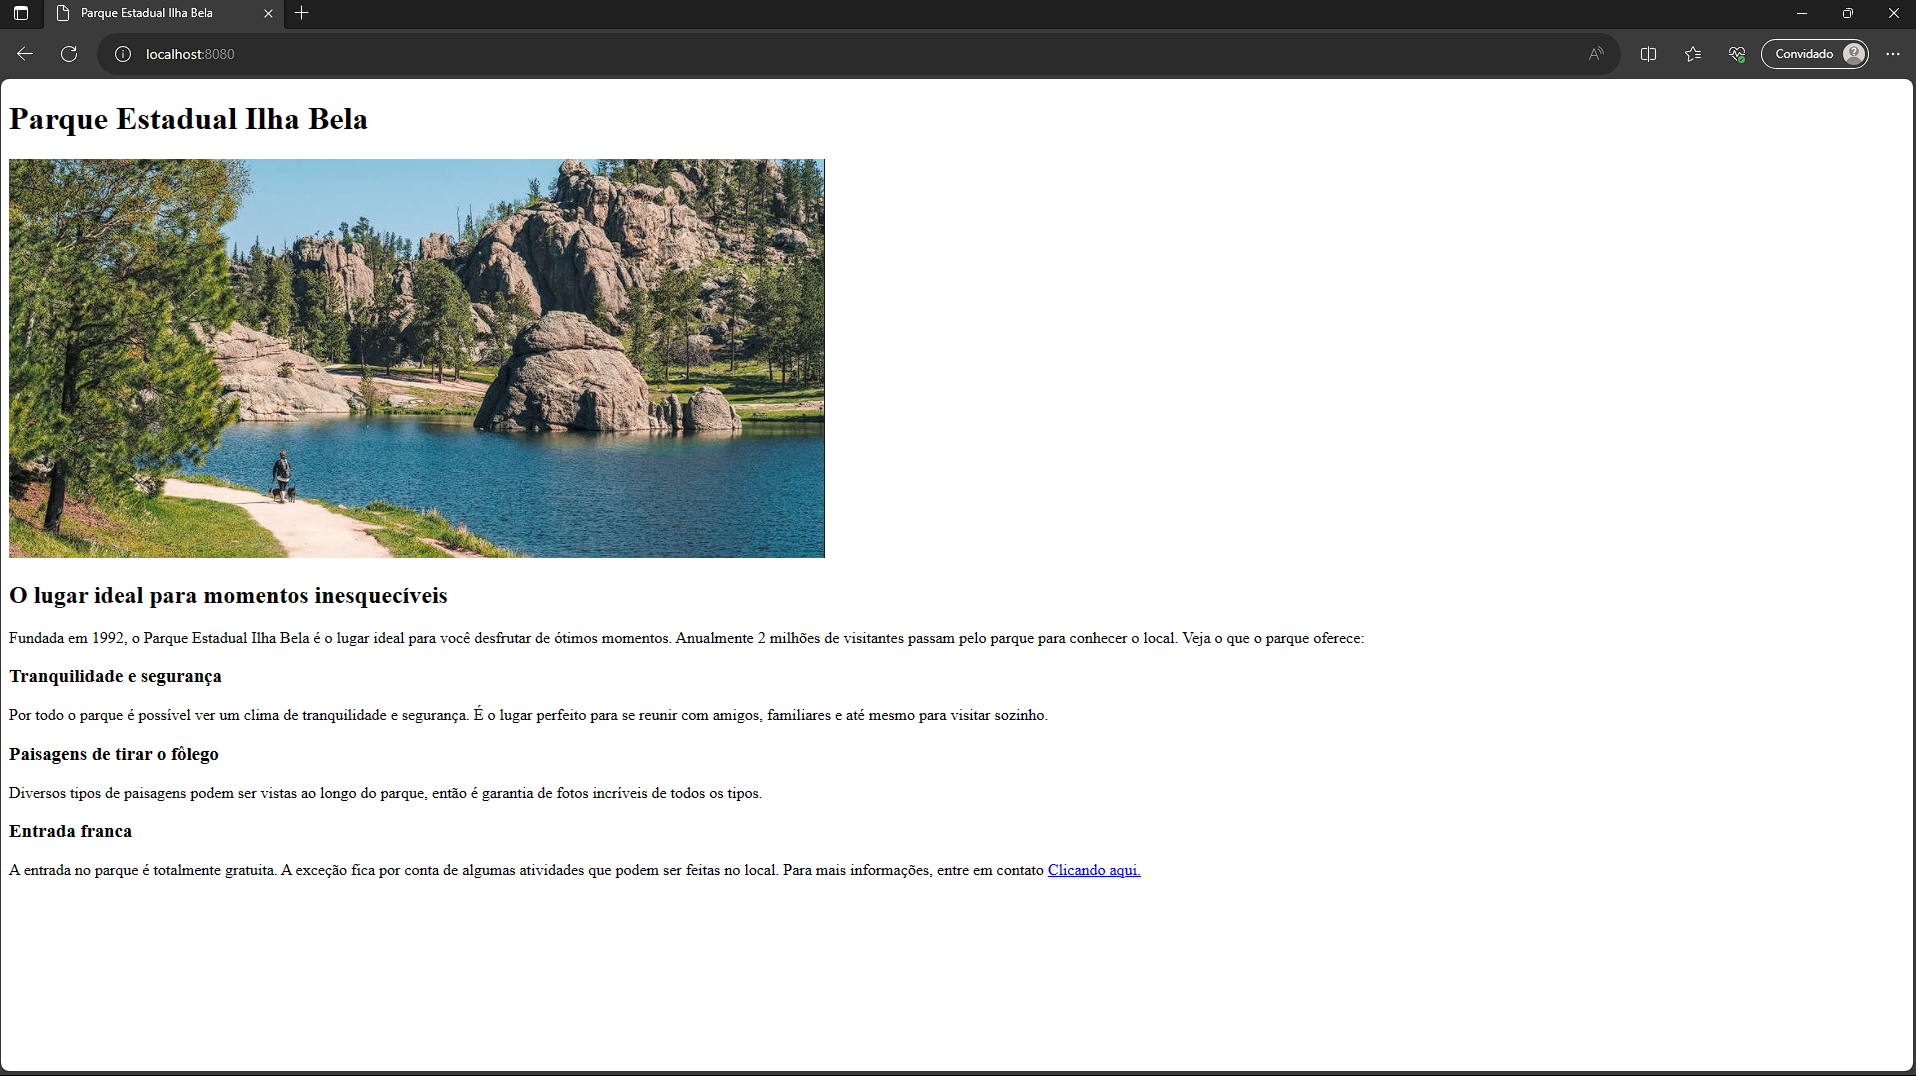 Parque Estadual Ilha Bela
localhost:8080
Convidado
Parque Estadual Ilha Bela
O lugar ideal para momentos inesquecíveis
Fundada em 1992, o Parque Estadual Ilha Bela é o lugar ideal para você desfrutar de ótimos momentos. Anualmente 2 milhões de visitantes passam pelo parque para conhecer o local. Veja o que o parque oferece:
Tranquilidade e segurança
Por todo o parque é possível ver um clima de tranquilidade e segurança. É o lugar perfeito para se reunir com amigos, familiares e até mesmo para visitar sozinho.
Paisagens de tirar o fôlego
Diversos tipos de paisagens podem ser vistas ao longo do parque, então é garantia de fotos incríveis de todos os tipos.
Entrada franca
A entrada no parque é totalmente gratuita. A exceção fica por conta de algumas atividades que podem ser feitas no local. Para mais informações, entre em contato Clicando aqui.